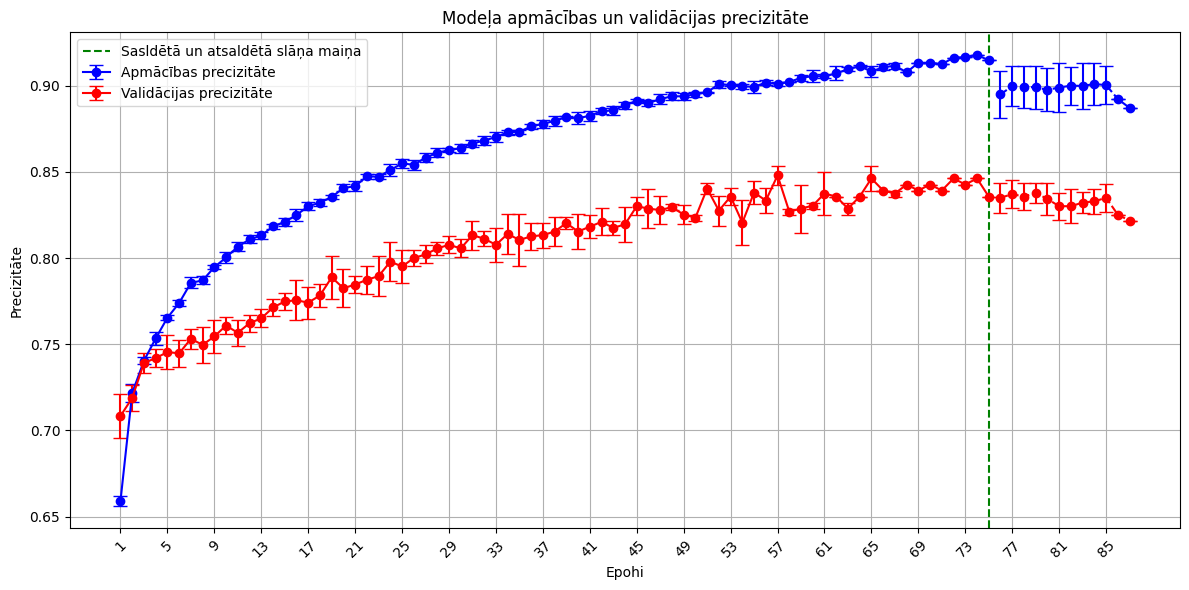 Modeļa apmācības un validācijas precizitāte
Sasldētā un atsaldētā slāņa maiņa
Apmācības precizitāte
Validācijas precizitāte
Precizitāte
0.90
0.85
0.80
0.75
0.70
0.65
1 5 9 13 17 21 25 29 33 37 41 45 49 53 57 61 65 69 73 77 81 85
Epohi